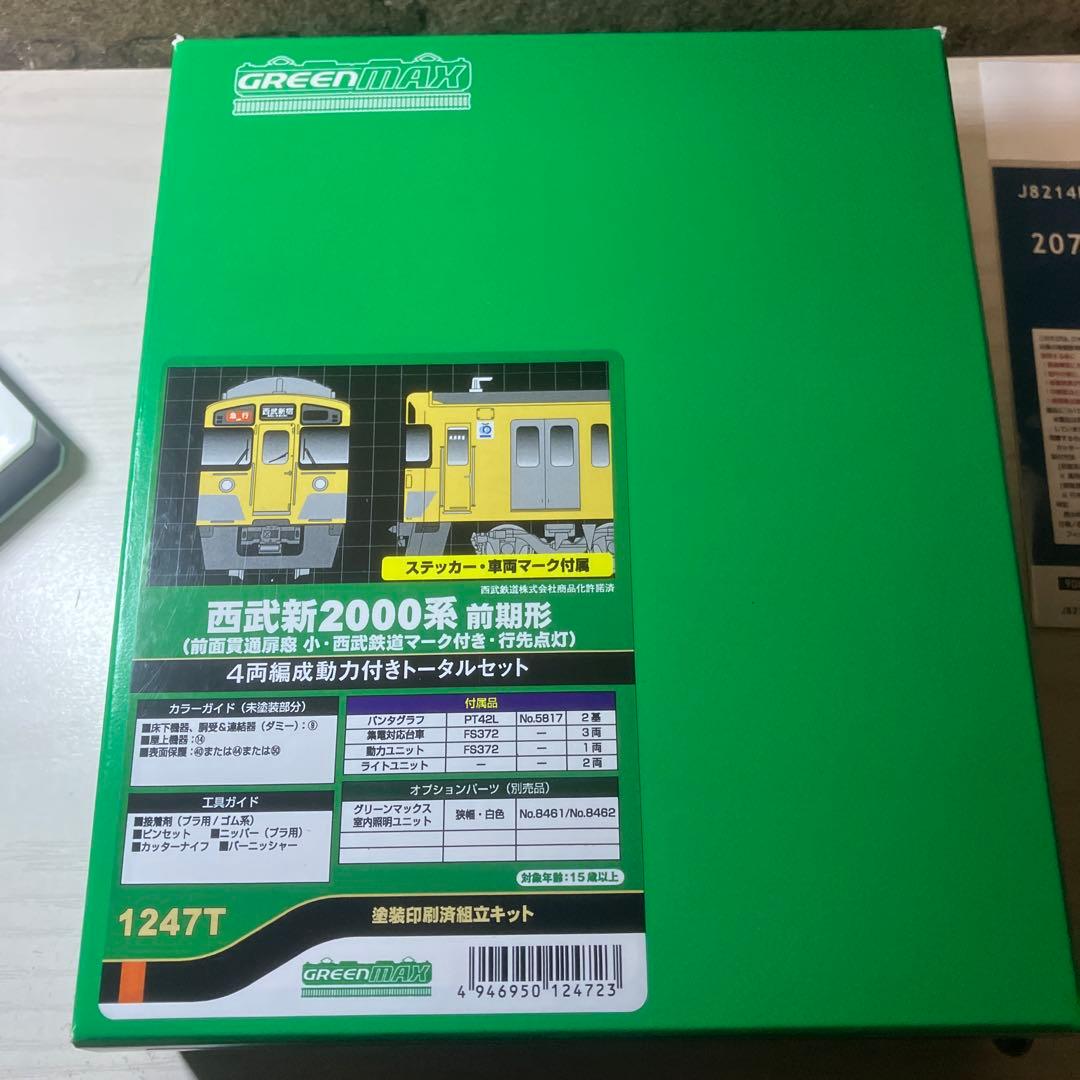 GREENMAX
急行
西武新宿
ステッカー・車両マーク付属
西武鉄道株式会社商品化許諾済
西武新2000系 前期形
(前面貫通扉窓 小・西武鉄道マーク付き・行先点灯)
4両編成動力付きトータルセット
カラーガイド（未塗装部分）
■床下機器、胴受&連結器（ダミー）：⑨
■屋上機器：⑭
■表面保護：㊵または㊹または㊿
付属品
パンタグラフ PT42L No.5817 2基
集電対応台車 FS372 — 3両
動力ユニット FS372 — 1両
ライトユニット — — 2両
工具ガイド
■接着剤（プラ用/ゴム系）
■ピンセット ■ニッパー（プラ用）
■カッターナイフ ■バーニッシャー
オプションパーツ（別売品）
グリーンマックス
室内照明ユニット 狭幅・白色 No.8461/No.8462
対象年齢：15歳以上
1247T
塗装印刷済組立キット
GREENMAX
4 946950 124723
J8214
207